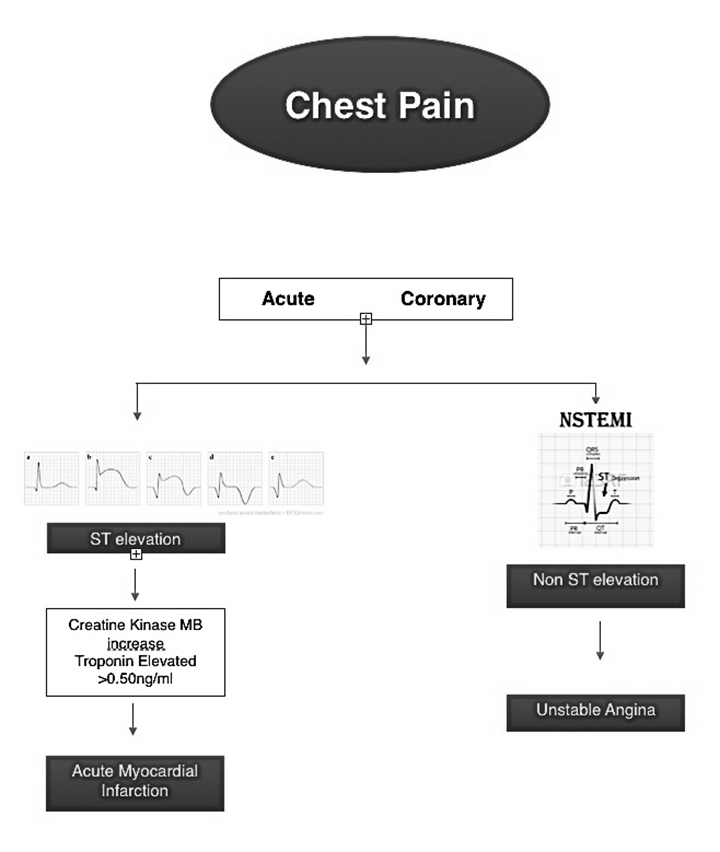 Chest Pain
Acute Coronary
NSTEMI
a b c d e
QRS
PR
ST
Depression
P
T
PR
QT
ST elevation
Non ST elevation
Creatine Kinase MB
increase
Troponin Elevated
>0.50ng/ml
Unstable Angina
Acute Myocardial
Infarction